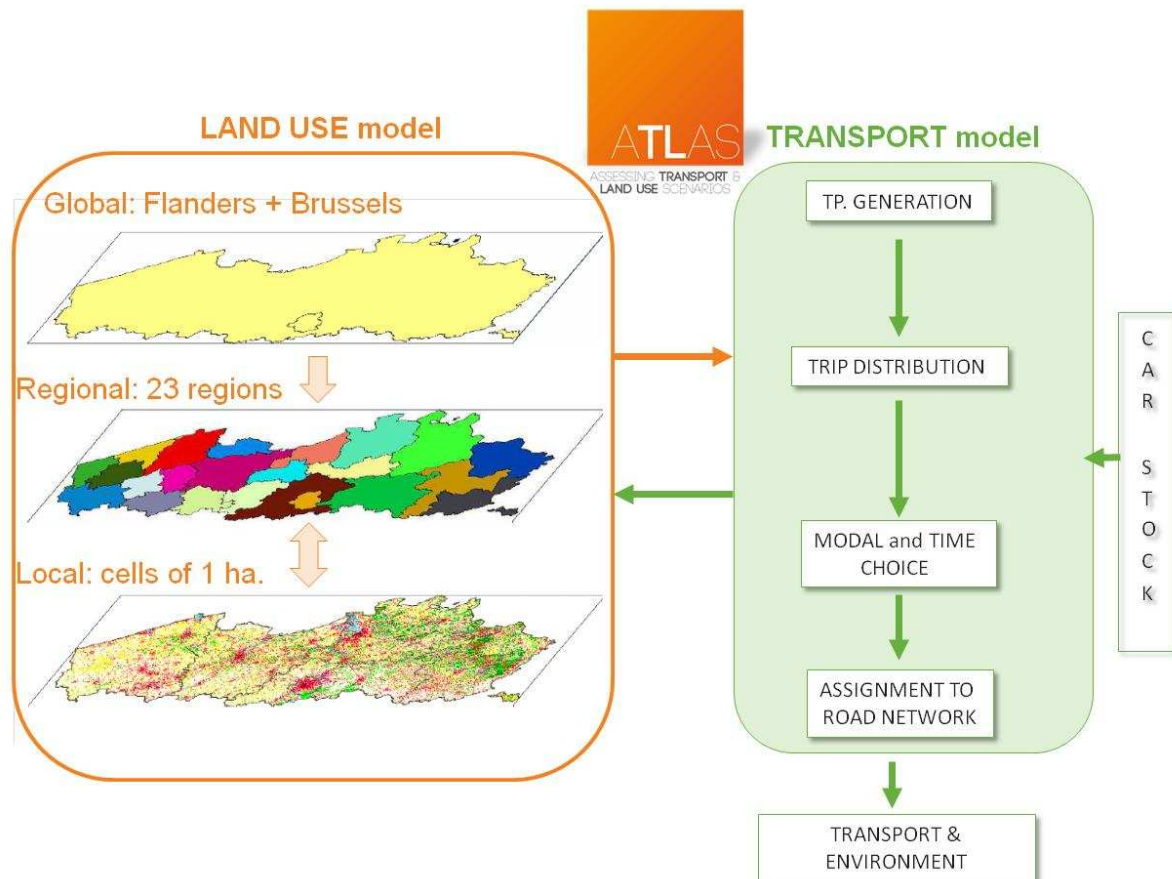 ATLAS
ASSESSING TRANSPORT &
LAND USE SCENARIOS
LAND USE model
Global: Flanders + Brussels
Regional: 23 regions
Local: cells of 1 ha.
TRANSPORT model
TP. GENERATION
TRIP DISTRIBUTION
MODAL and TIME
CHOICE
ASSIGNMENT TO
ROAD NETWORK
TRANSPORT &
ENVIRONMENT
C
A
R
S
T
O
C
K